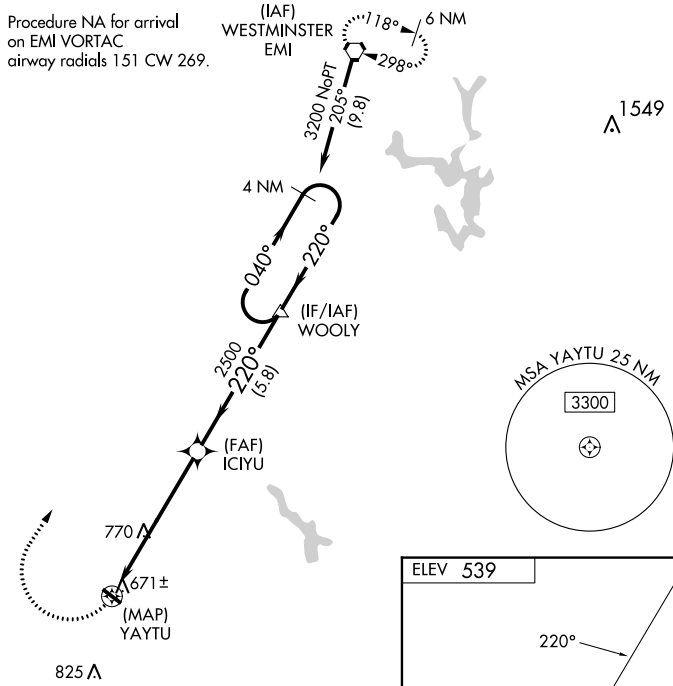 Procedure NA for arrival
on EMI VORTAC
airway radials 151 CW 269.
(IAF)
WESTMINSTER
EMI
118°
6 NM
298°
3200 NoPT
205°
(9.8)
1549
4 NM
040°
220°
(IF/IAF)
WOOLY
2500
220°
(5.8)
MSA YAYTU 25 NM
3300
(FAF)
ICIYU
770
671±
(MAP)
YAYTU
825
ELEV 539
220°